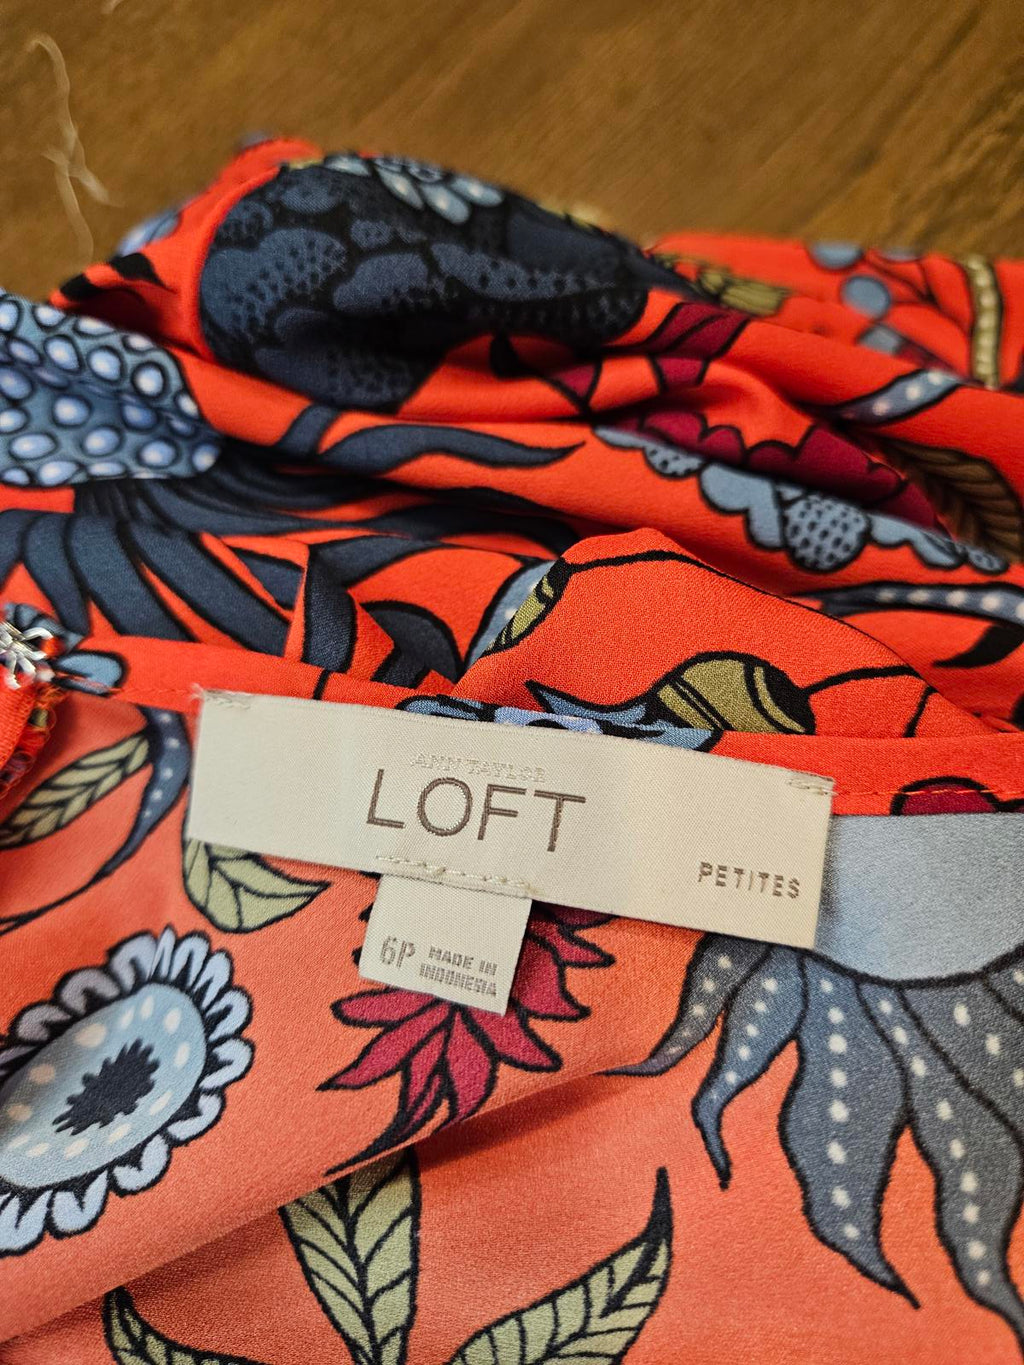 ANN TAYLOR
LOFT
PETITES
6P
MADE IN
INDONESIA